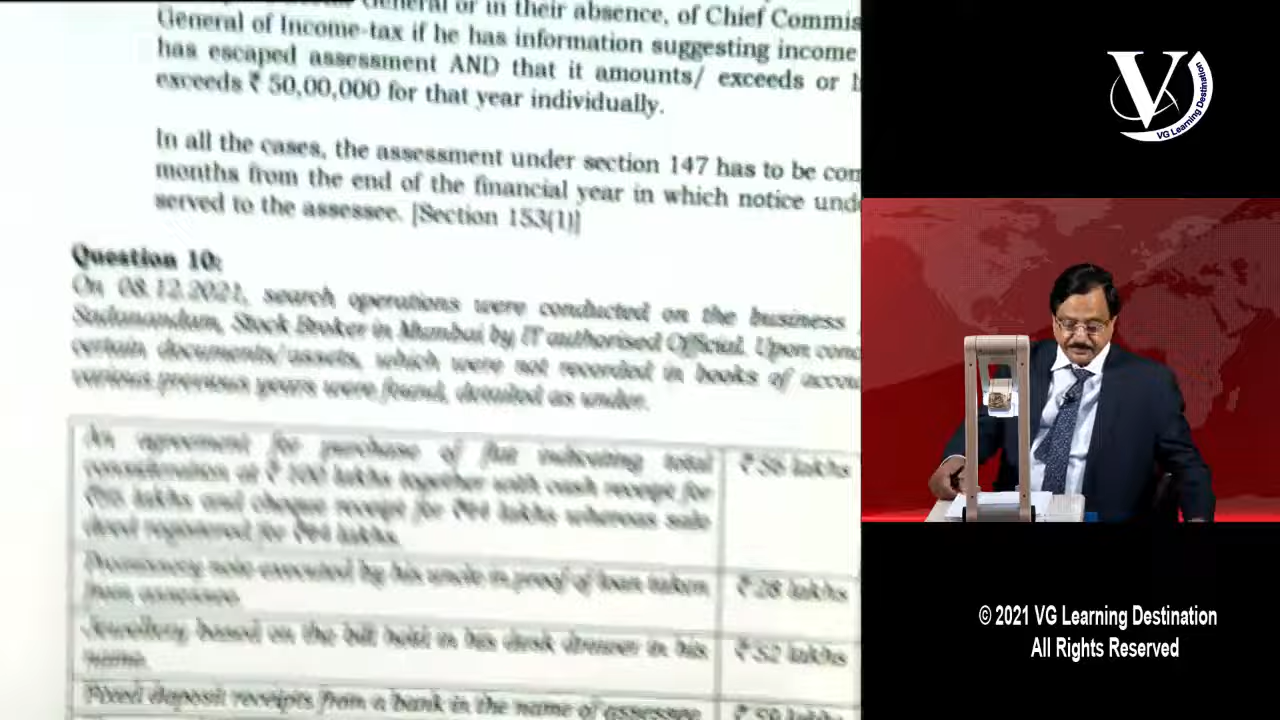 General or in their absence, of Chief Commis
General of Income-tax if he has information suggesting income
has escaped assessment AND that it amounts/ exceeds or
exceeds ₹ 50,00,000 for that year individually.
In all the cases, the assessment under section 147 has to be com
months from the end of the financial year in which notice und
served to the assessee. [Section 153(1)]
Question 10:
On 08.12.2021, search operations were conducted on the business
Sadanandam, Stock Broker in Mumbai by IT authorised Official. Upon conc
certain documents/assets, which were not recorded in books of accou
various previous years were found, detailed as under.
An agreement for purchase of flat indicating total
consideration at ₹ 100 lakhs together with cash receipt for
lakhs and cheque receipt for ₹44 lakhs whereas sale
deed registered for ₹44 lakhs.
₹ 56 lakhs
Promissory note executed by his uncle in proof of loan taken
from assessee.
₹ 28 lakhs
Jewellery based on the bill held in his desk drawer in his
name.
₹ 52 lakhs
Fixed deposit receipts from a bank in the name of assessee
VG
VG Learning Destination
© 2021 VG Learning Destination
All Rights Reserved